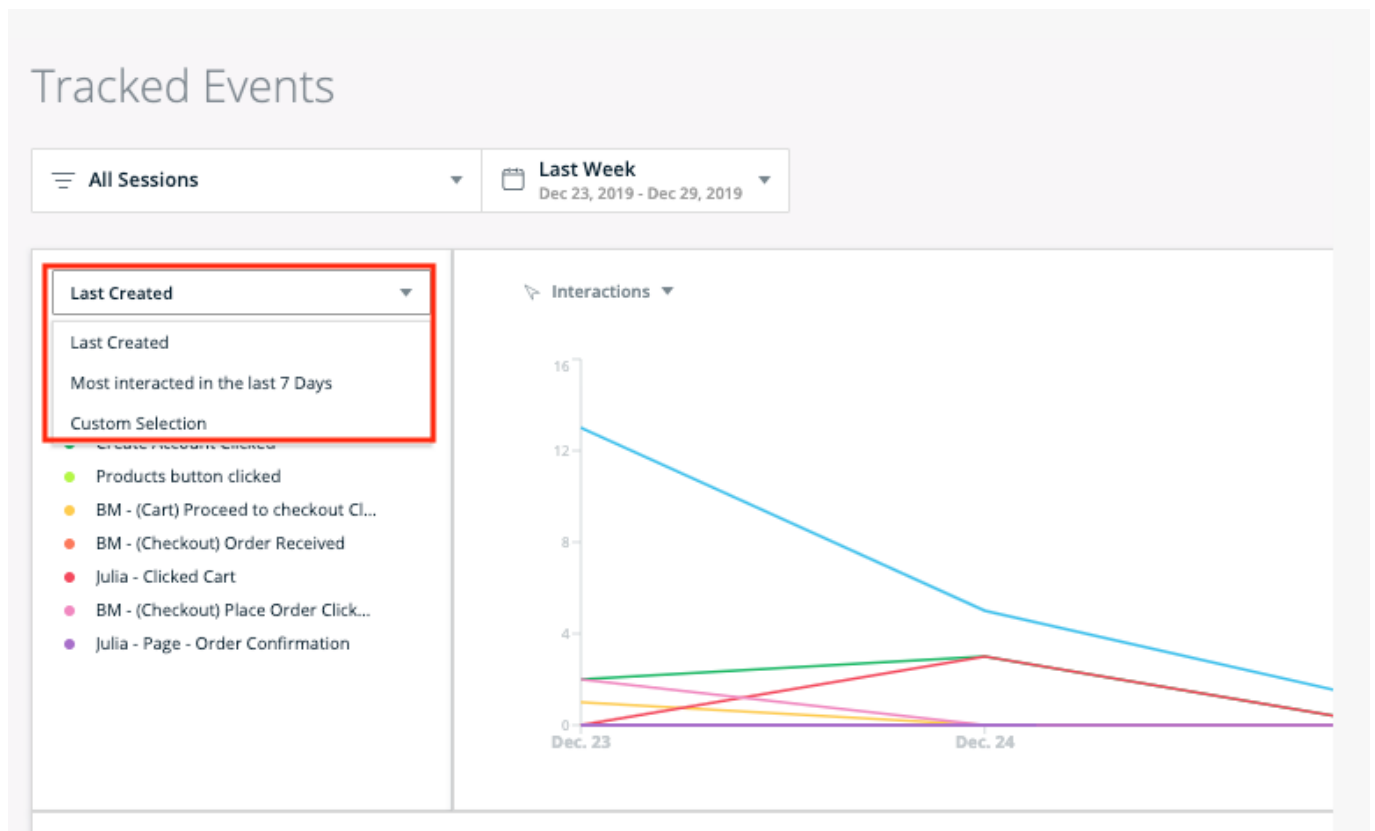 Tracked Events
All Sessions
Last Week
Dec 23, 2019 - Dec 29, 2019
Last Created
Last Created
Most interacted in the last 7 Days
Custom Selection
Create Account Clicked
Products button clicked
BM - (Cart) Proceed to checkout Cl...
BM - (Checkout) Order Received
Julia - Clicked Cart
BM - (Checkout) Place Order Click...
Julia - Page - Order Confirmation
Interactions
16
12
8
4
0
Dec. 23
Dec. 24